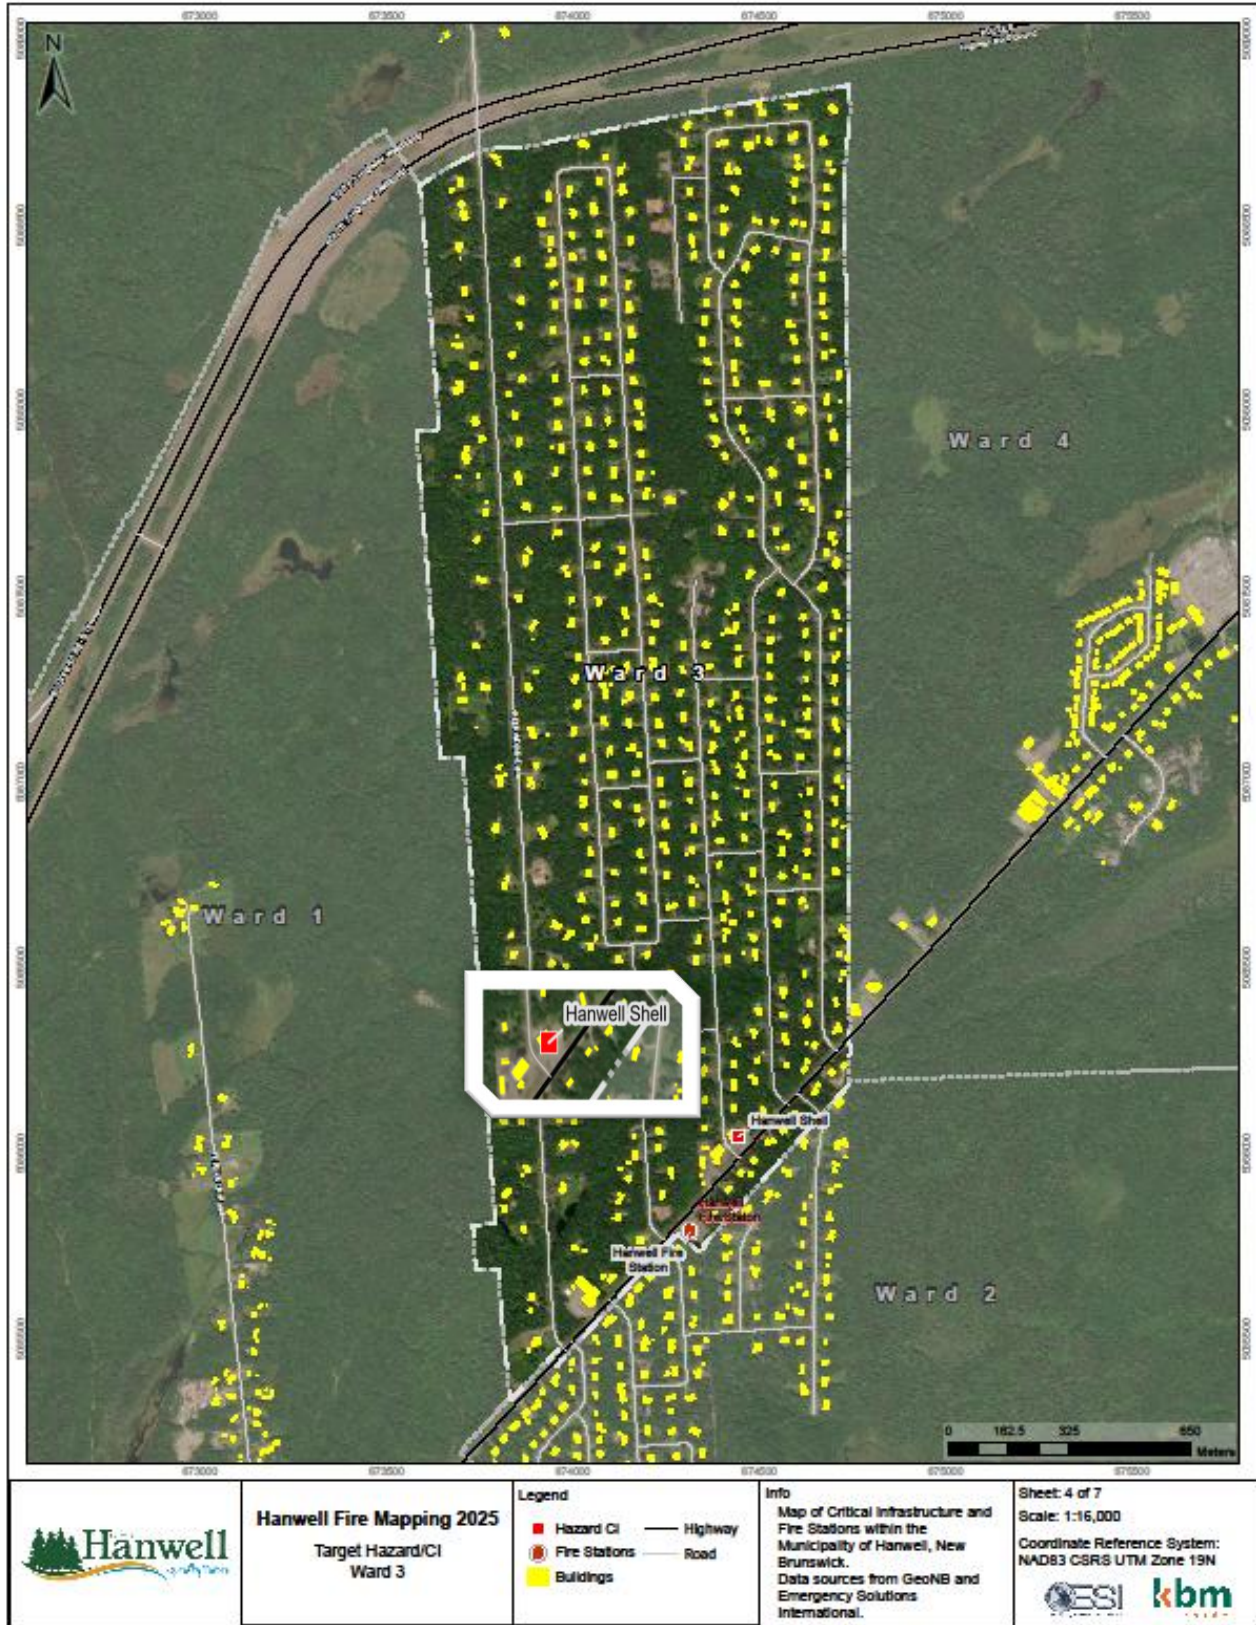 673000 673500 674000 674500 675000 675500
N
Ward 4
Ward 3
Ward 1
Hanwell Shell
Hanwell Shell
Hanwell
Fire Station
Hanwell Fire
Station
Ward 2
0 162.5 325 650
Meters
673000 673500 674000 674500 675000 675500
Hanwell
Hanwell Fire Mapping 2025
Target Hazard/CI
Ward 3
Legend
Hazard CI
Highway
Fire Stations
Road
Buildings
Info
Map of Critical Infrastructure and
Fire Stations within the
Municipality of Hanwell, New
Brunswick.
Data sources from GeoNB and
Emergency Solutions
International.
Sheet: 4 of 7
Scale: 1:16,000
Coordinate Reference System:
NAD83 CSRS UTM Zone 19N
ESI
kbm